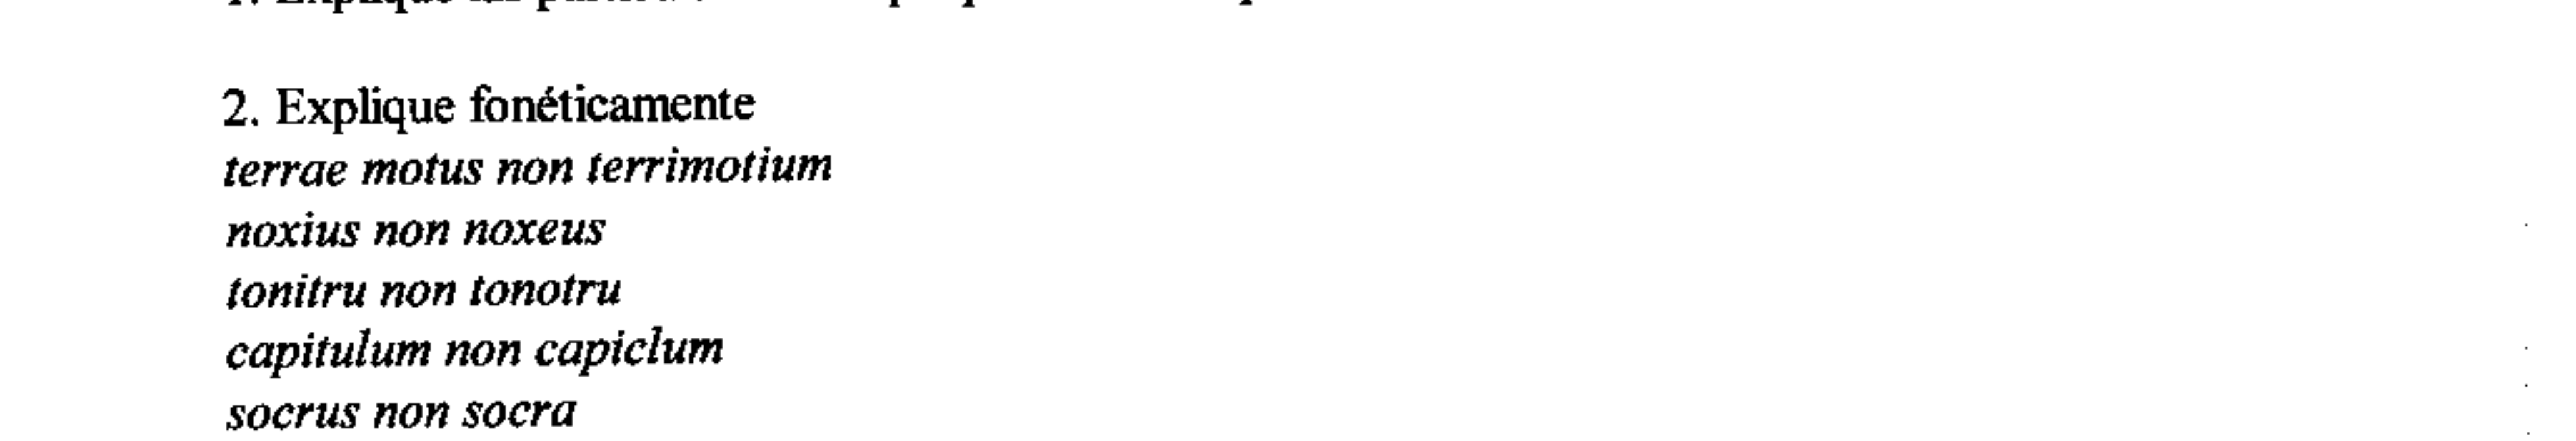 2. Explique fonéticamente
terrae motus non terrimotium
noxius non noxeus
tonitru non tonotru
capitulum non capiclum
socrus non socra